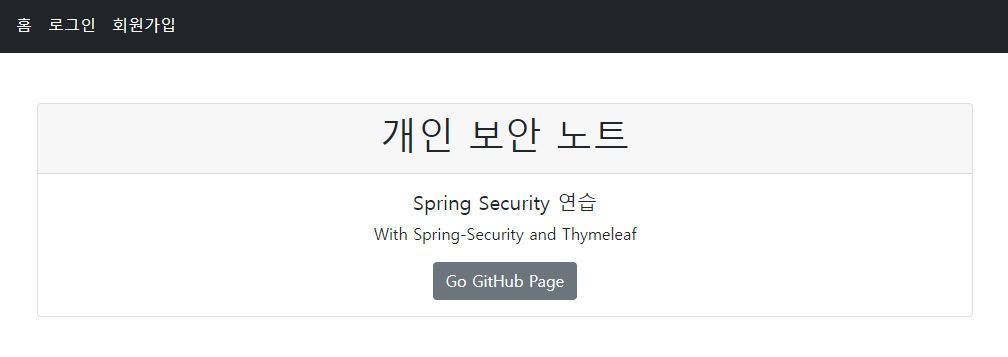 홈 로그인 회원가입
개인 보안 노트
Spring Security 연습
With Spring-Security and Thymeleaf
Go GitHub Page